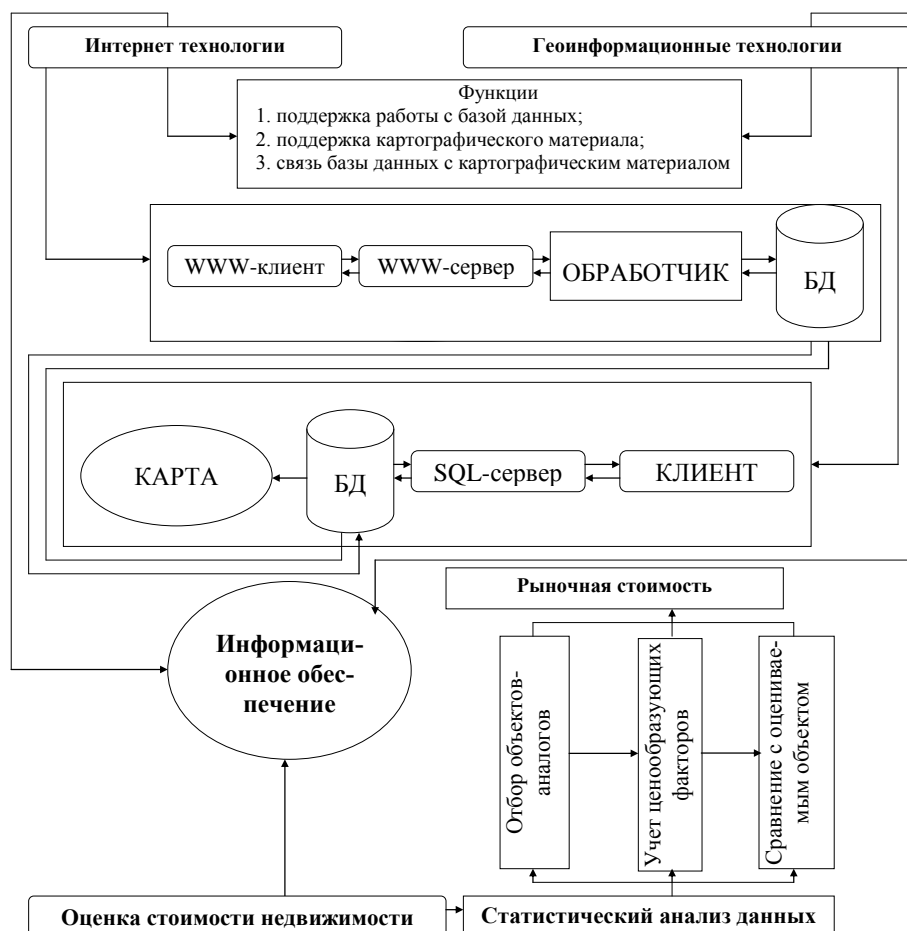 Интернет технологии
Геоинформационные технологии
Функции
1. поддержка работы с базой данных;
2. поддержка картографического материала;
3. связь базы данных с картографическим материалом
WWW-клиент
WWW-сервер
ОБРАБОТЧИК
БД
КАРТА
БД
SQL-сервер
КЛИЕНТ
Рыночная стоимость
Информаци-
онное обес-
печение
Отбор объектов-
аналогов
Учет ценообразующих
факторов
Сравнение с оценивае-
мым объектом
Оценка стоимости недвижимости
Статистический анализ данных